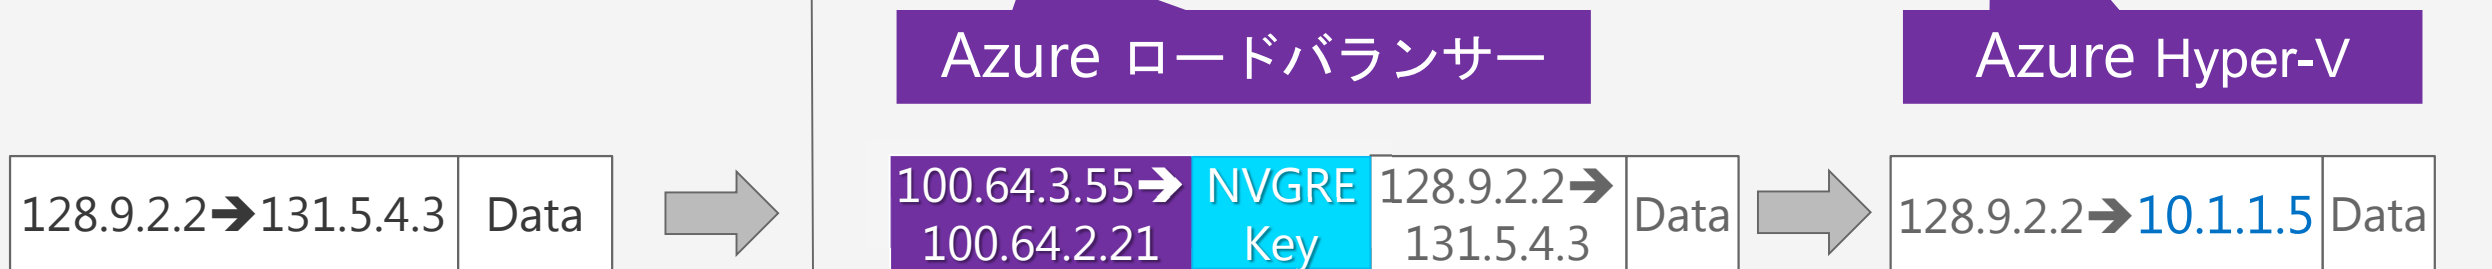 Azure ロードバランサー
Azure Hyper-V
128.9.2.2➔131.5.4.3
Data
100.64.3.55➔
100.64.2.21
NVGRE
Key
128.9.2.2➔
131.5.4.3
Data
128.9.2.2➔10.1.1.5
Data